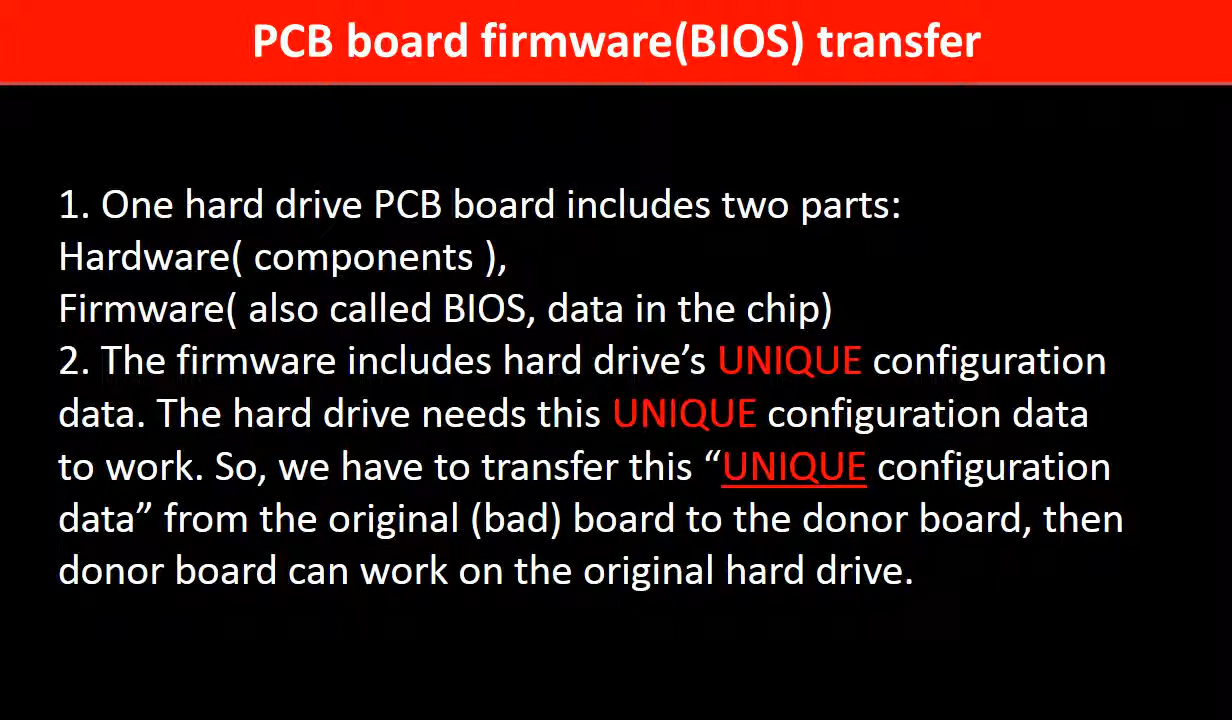 PCB board firmware(BIOS) transfer
1. One hard drive PCB board includes two parts:
Hardware( components ),
Firmware( also called BIOS, data in the chip)
2. The firmware includes hard drive’s UNIQUE configuration
data. The hard drive needs this UNIQUE configuration data
to work. So, we have to transfer this “UNIQUE configuration
data” from the original (bad) board to the donor board, then
donor board can work on the original hard drive.